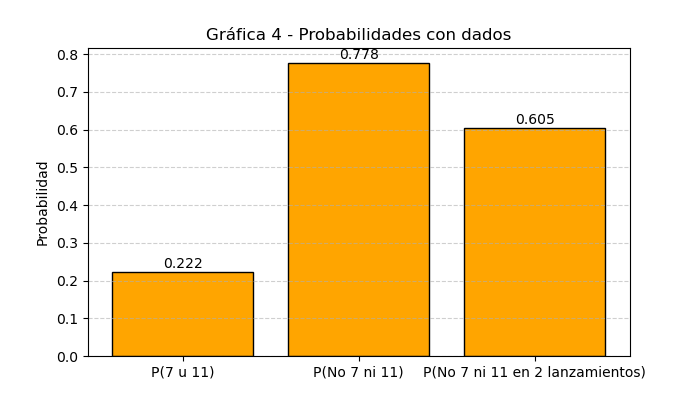 Gráfica 4 - Probabilidades con dados
Probabilidad
0.8
0.7
0.6
0.5
0.4
0.3
0.2
0.1
0.0
0.222
0.778
0.605
P(7 u 11)
P(No 7 ni 11)
P(No 7 ni 11 en 2 lanzamientos)